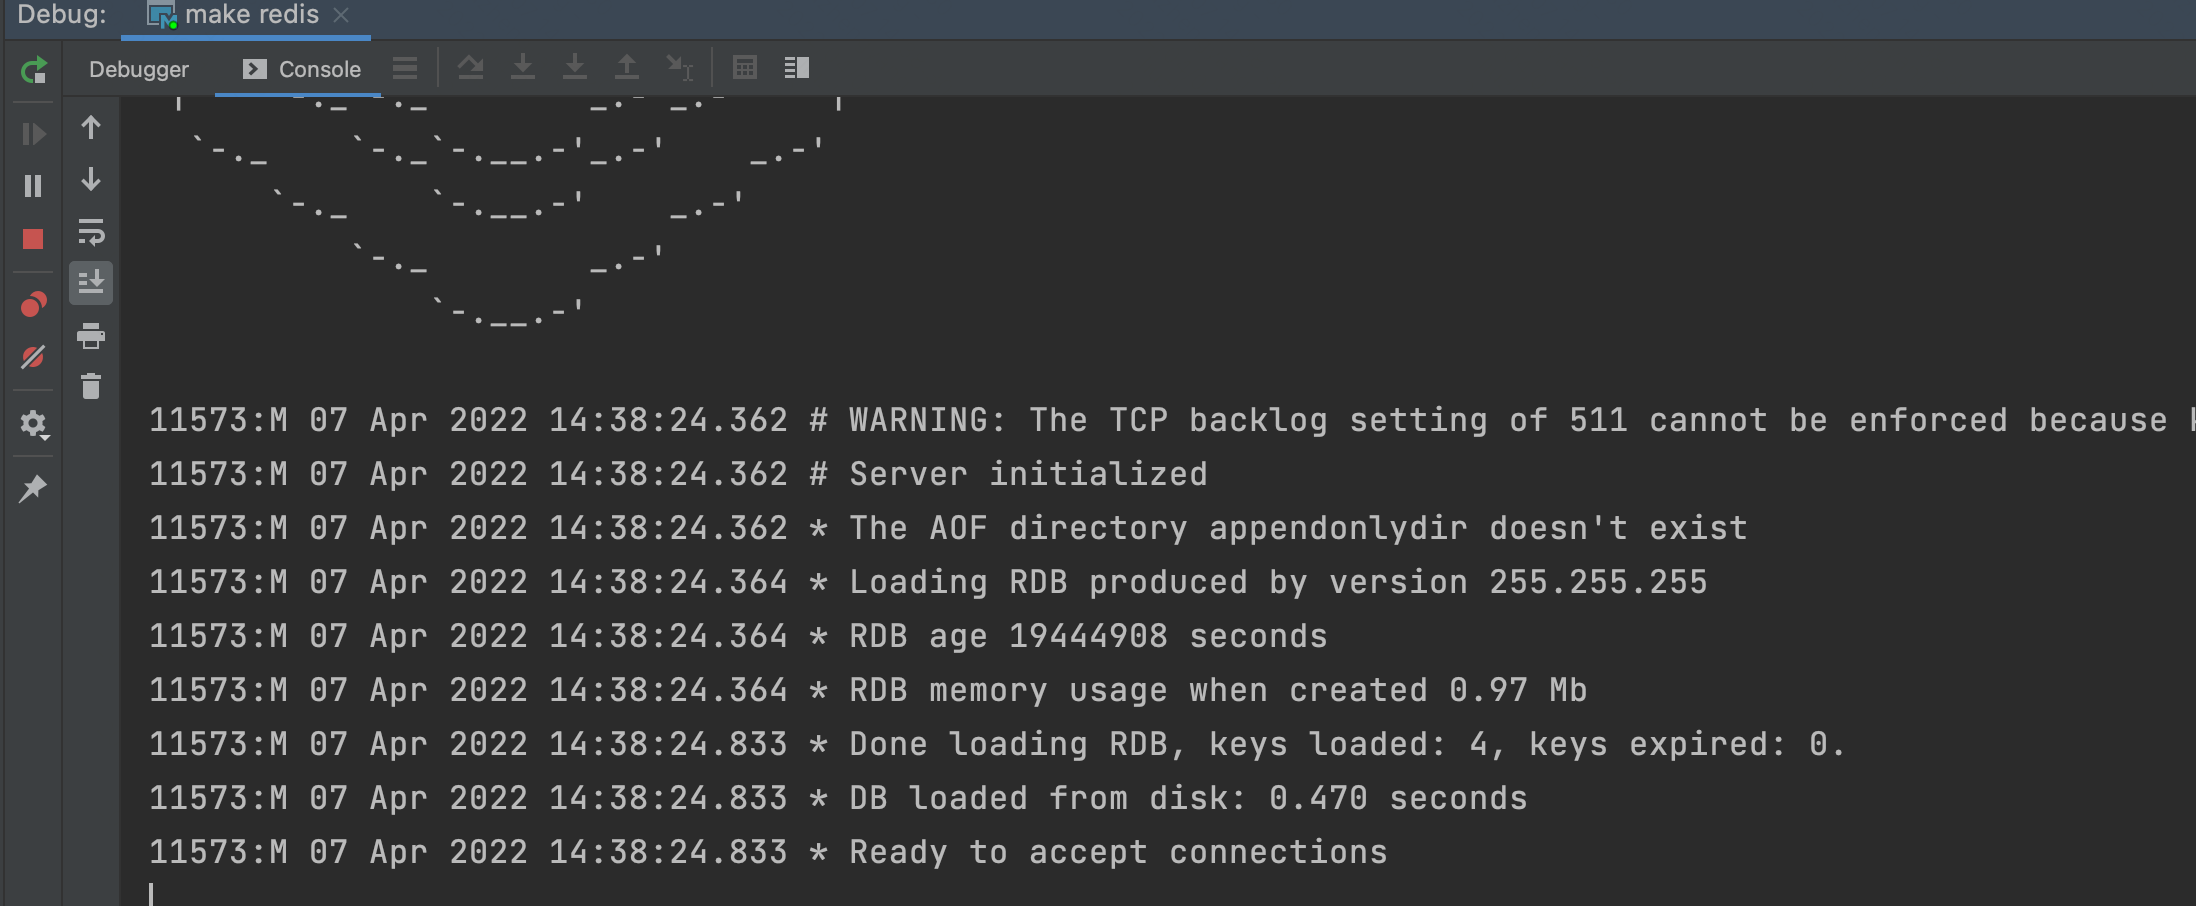 Debug: make redis
Debugger Console
11573:M 07 Apr 2022 14:38:24.362 # WARNING: The TCP backlog setting of 511 cannot be enforced because
11573:M 07 Apr 2022 14:38:24.362 # Server initialized
11573:M 07 Apr 2022 14:38:24.362 * The AOF directory appendonlydir doesn't exist
11573:M 07 Apr 2022 14:38:24.364 * Loading RDB produced by version 255.255.255
11573:M 07 Apr 2022 14:38:24.364 * RDB age 19444908 seconds
11573:M 07 Apr 2022 14:38:24.364 * RDB memory usage when created 0.97 Mb
11573:M 07 Apr 2022 14:38:24.833 * Done loading RDB, keys loaded: 4, keys expired: 0.
11573:M 07 Apr 2022 14:38:24.833 * DB loaded from disk: 0.470 seconds
11573:M 07 Apr 2022 14:38:24.833 * Ready to accept connections